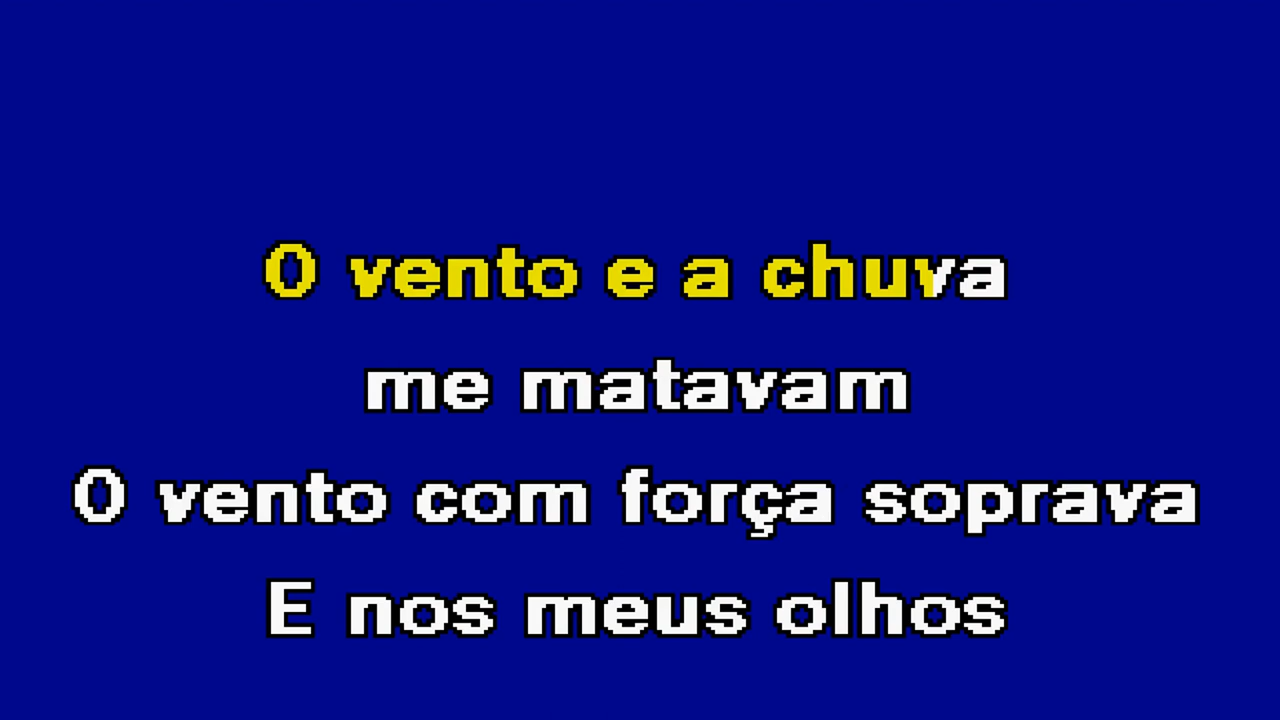 O vento e a chuva
me matavam
O vento com força soprava
E nos meus olhos